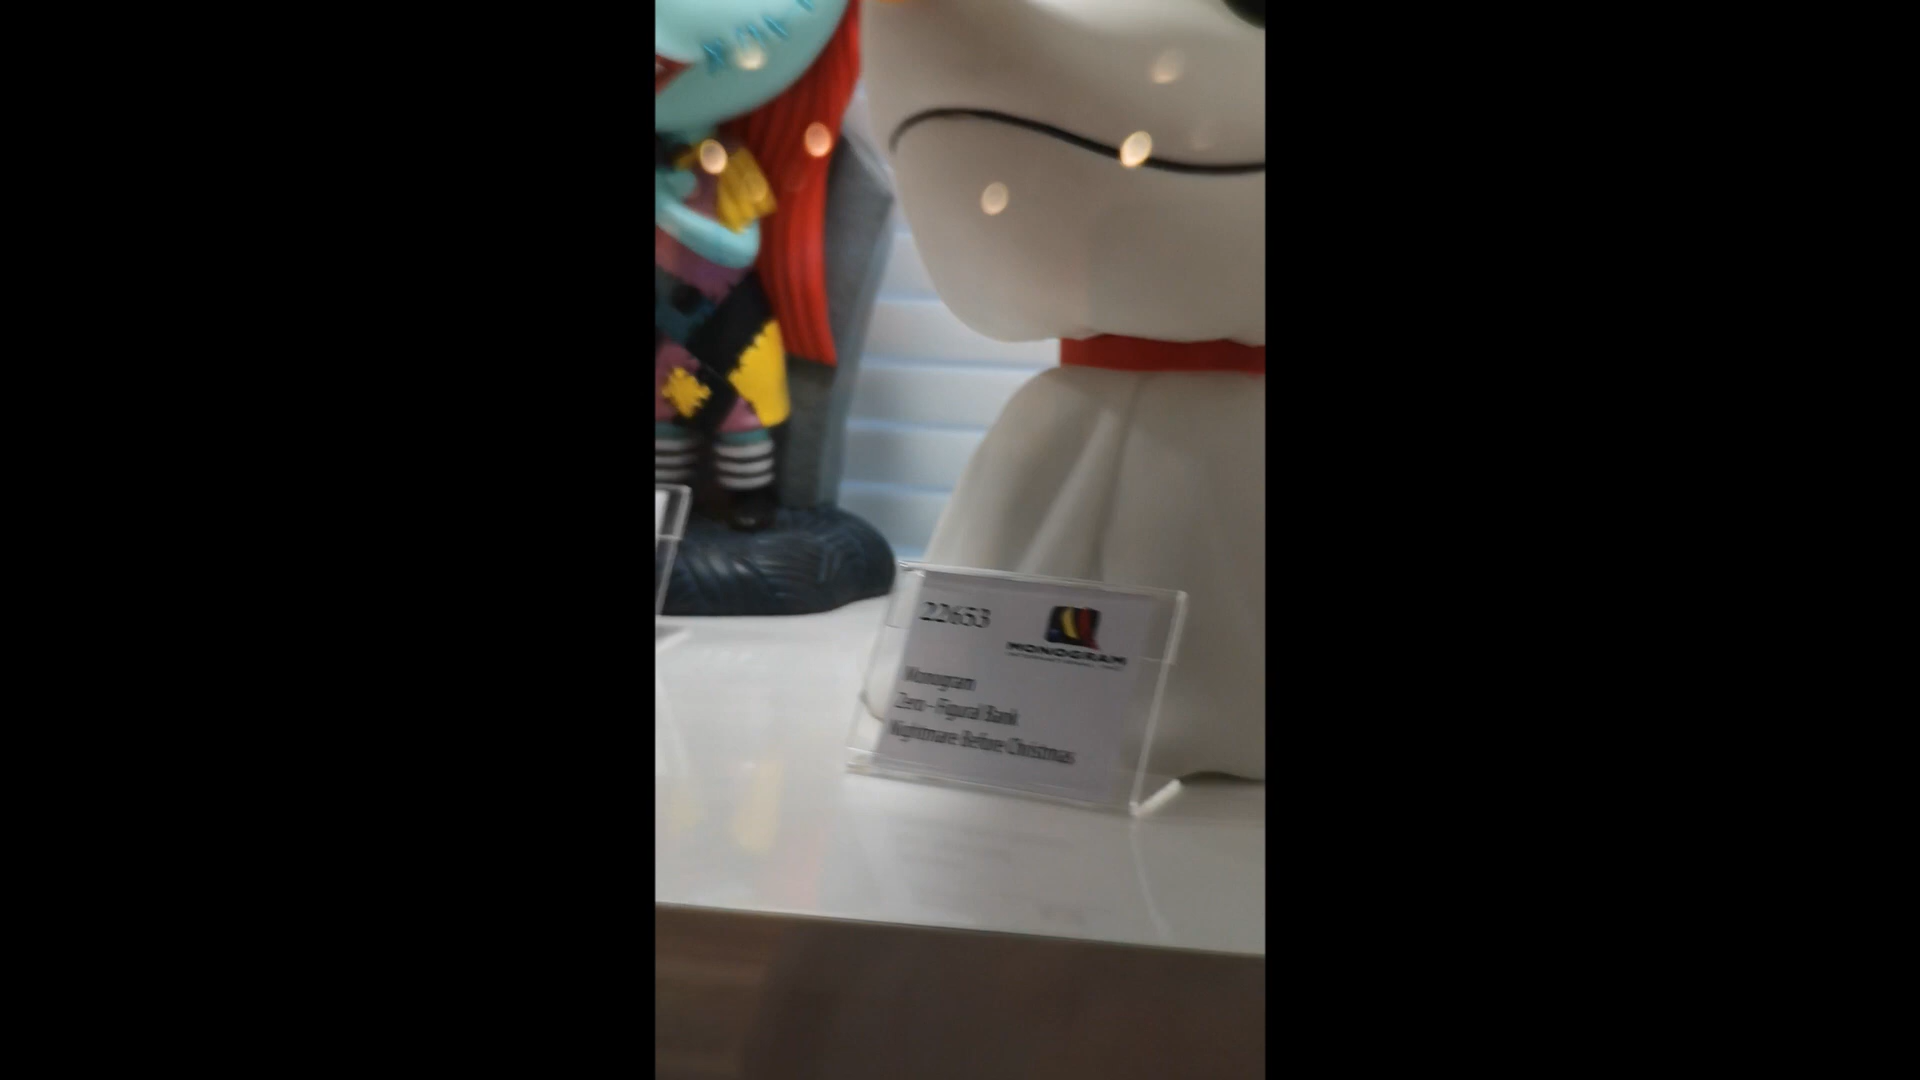 22653
MONOGRAM
Monogram
Zero - Figural Bank
Nightmare Before Christmas